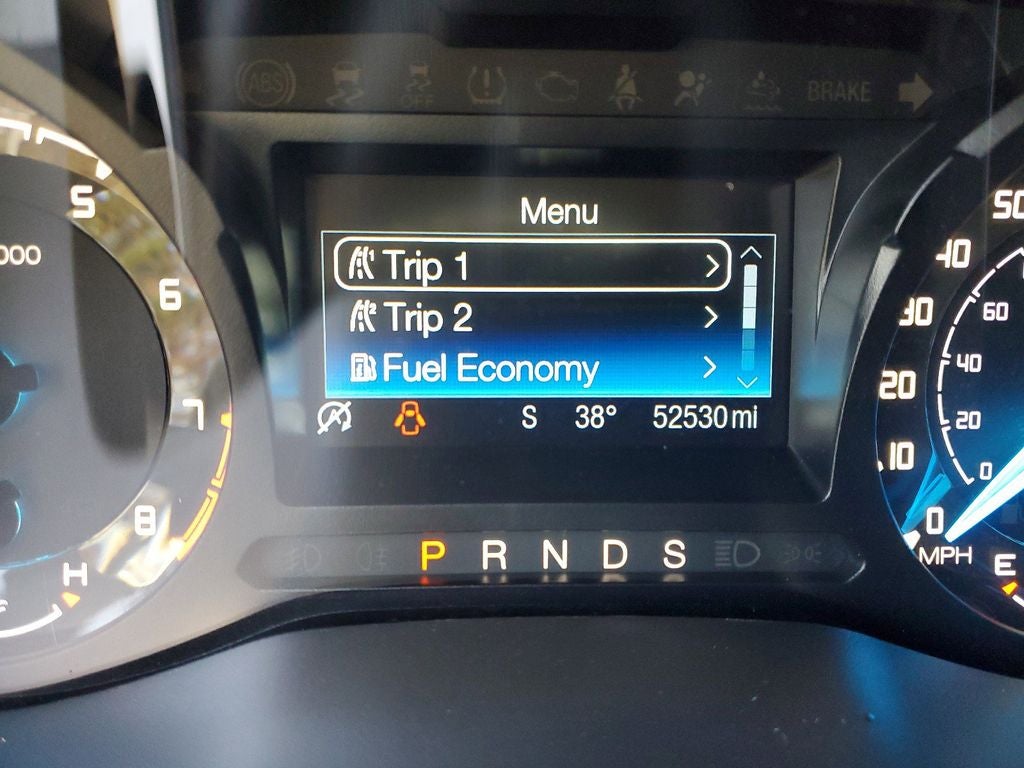 ABS
OFF
BRAKE
Menu
Trip 1
Trip 2
Fuel Economy
S 38° 52530 mi
P R N D S
000
5
6
7
8
H
50
40
30
20
10
0
MPH
60
40
20
0
E